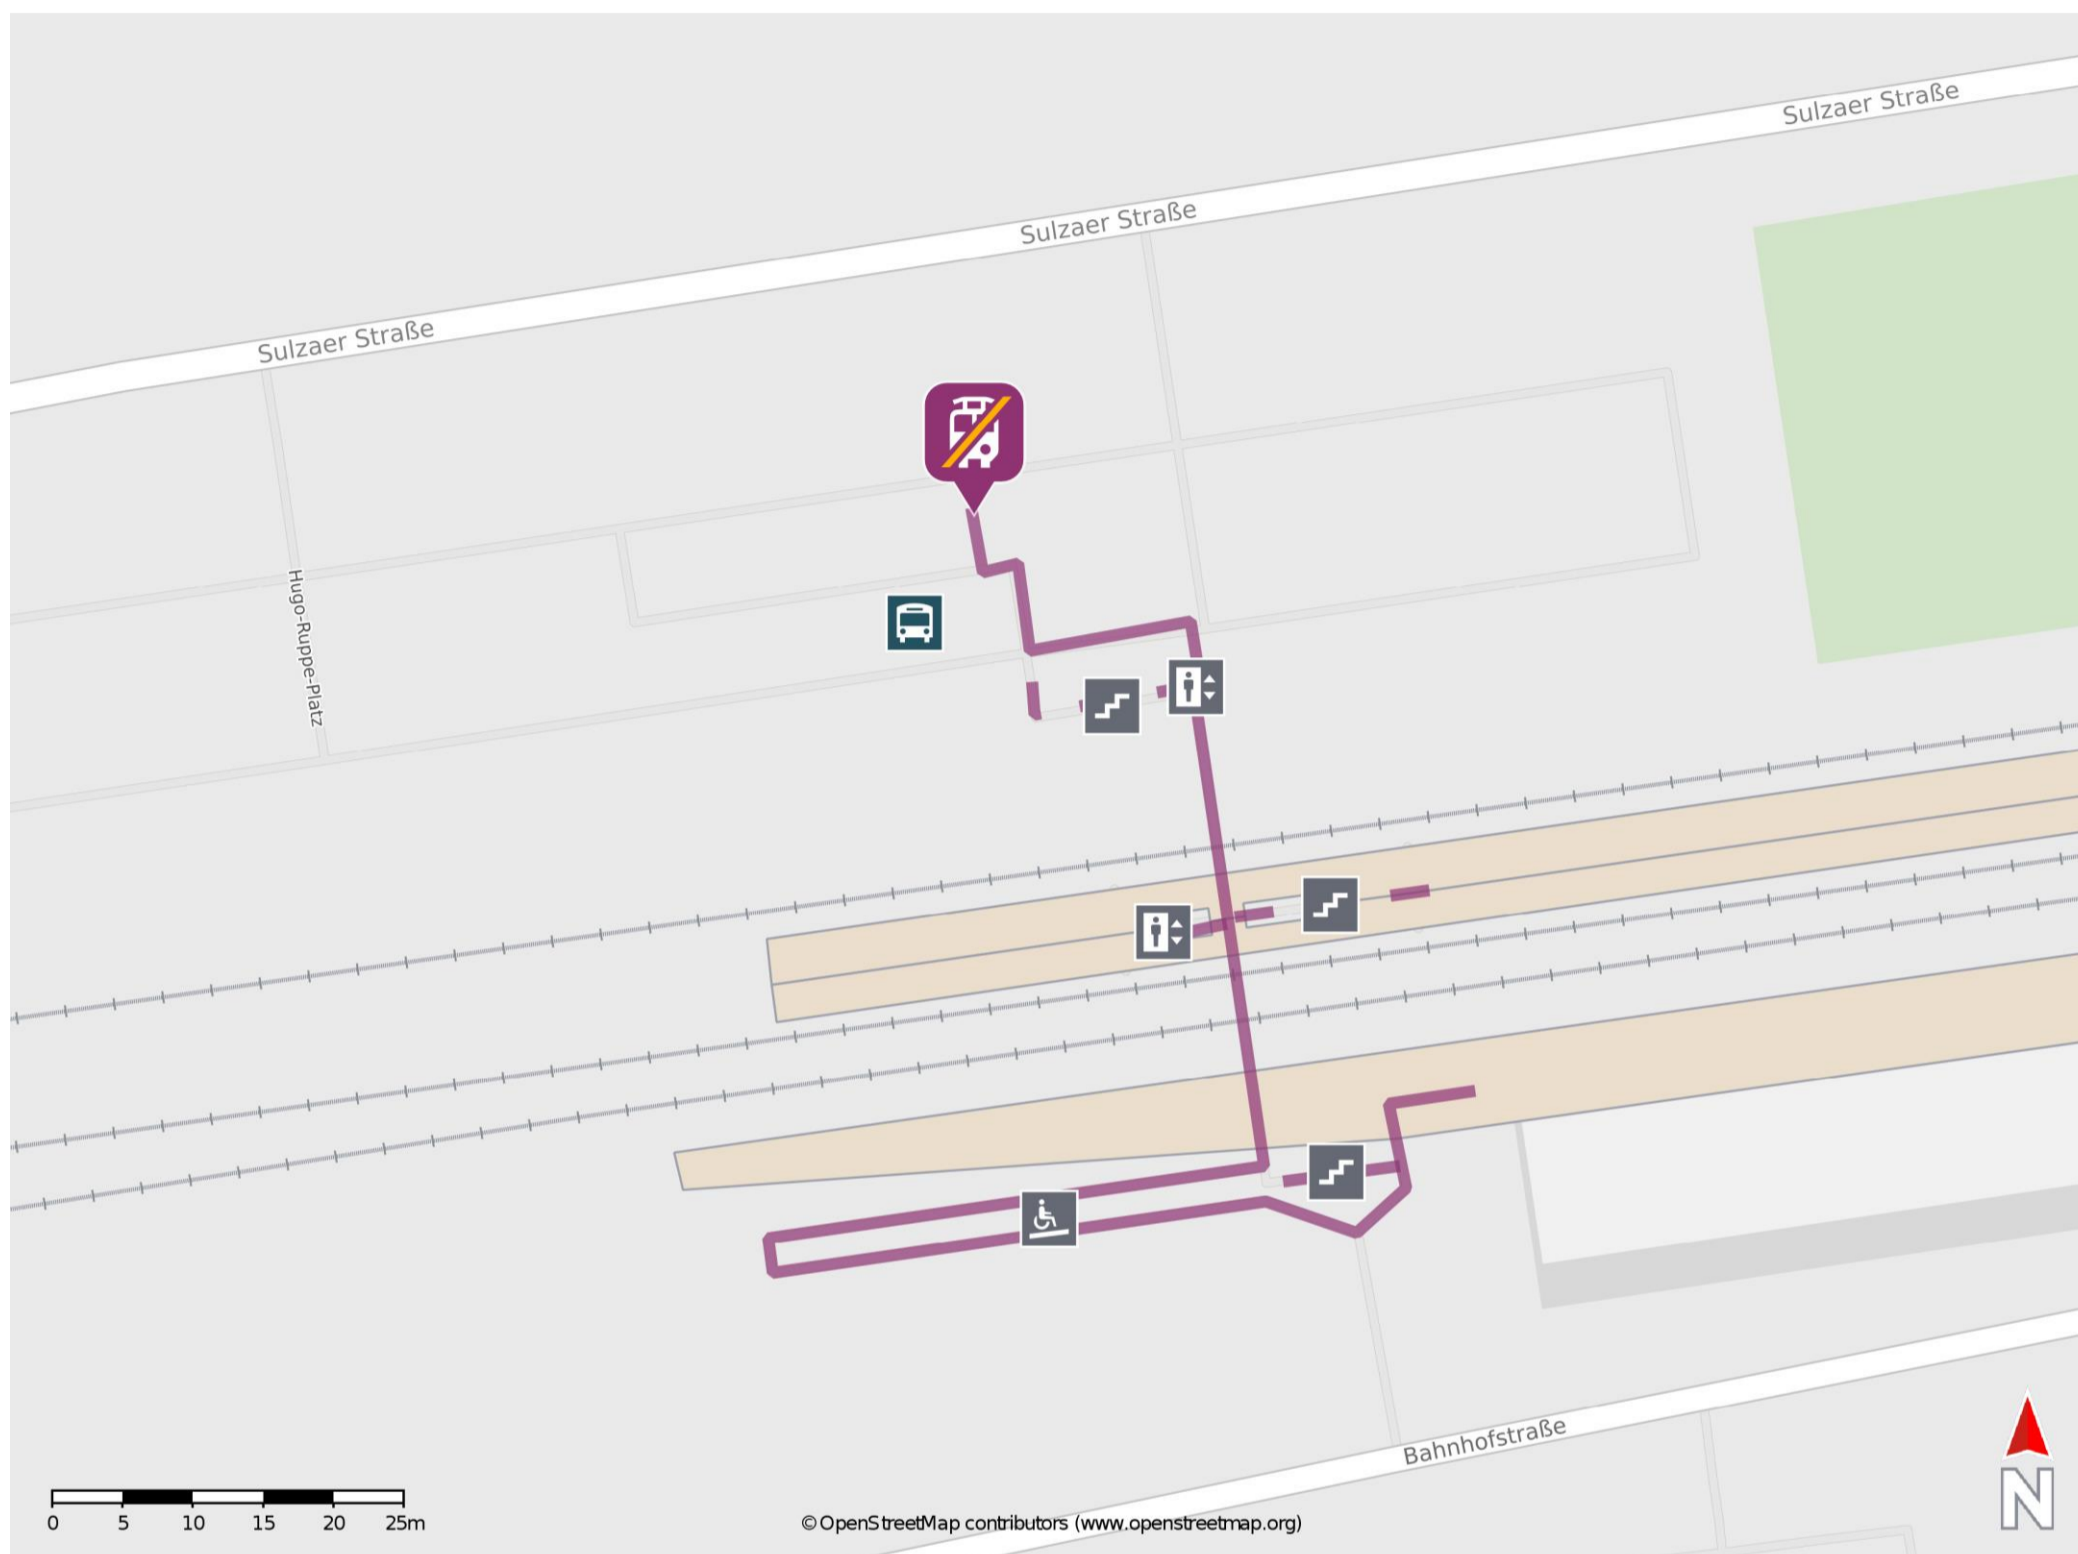 Sulzaer Straße
Sulzaer Straße
Sulzaer Straße
Hugo-Ruppe-Platz
Bahnhofstraße
0 5 10 15 20 25m
©OpenStreetMap contributors (www.openstreetmap.org)
N